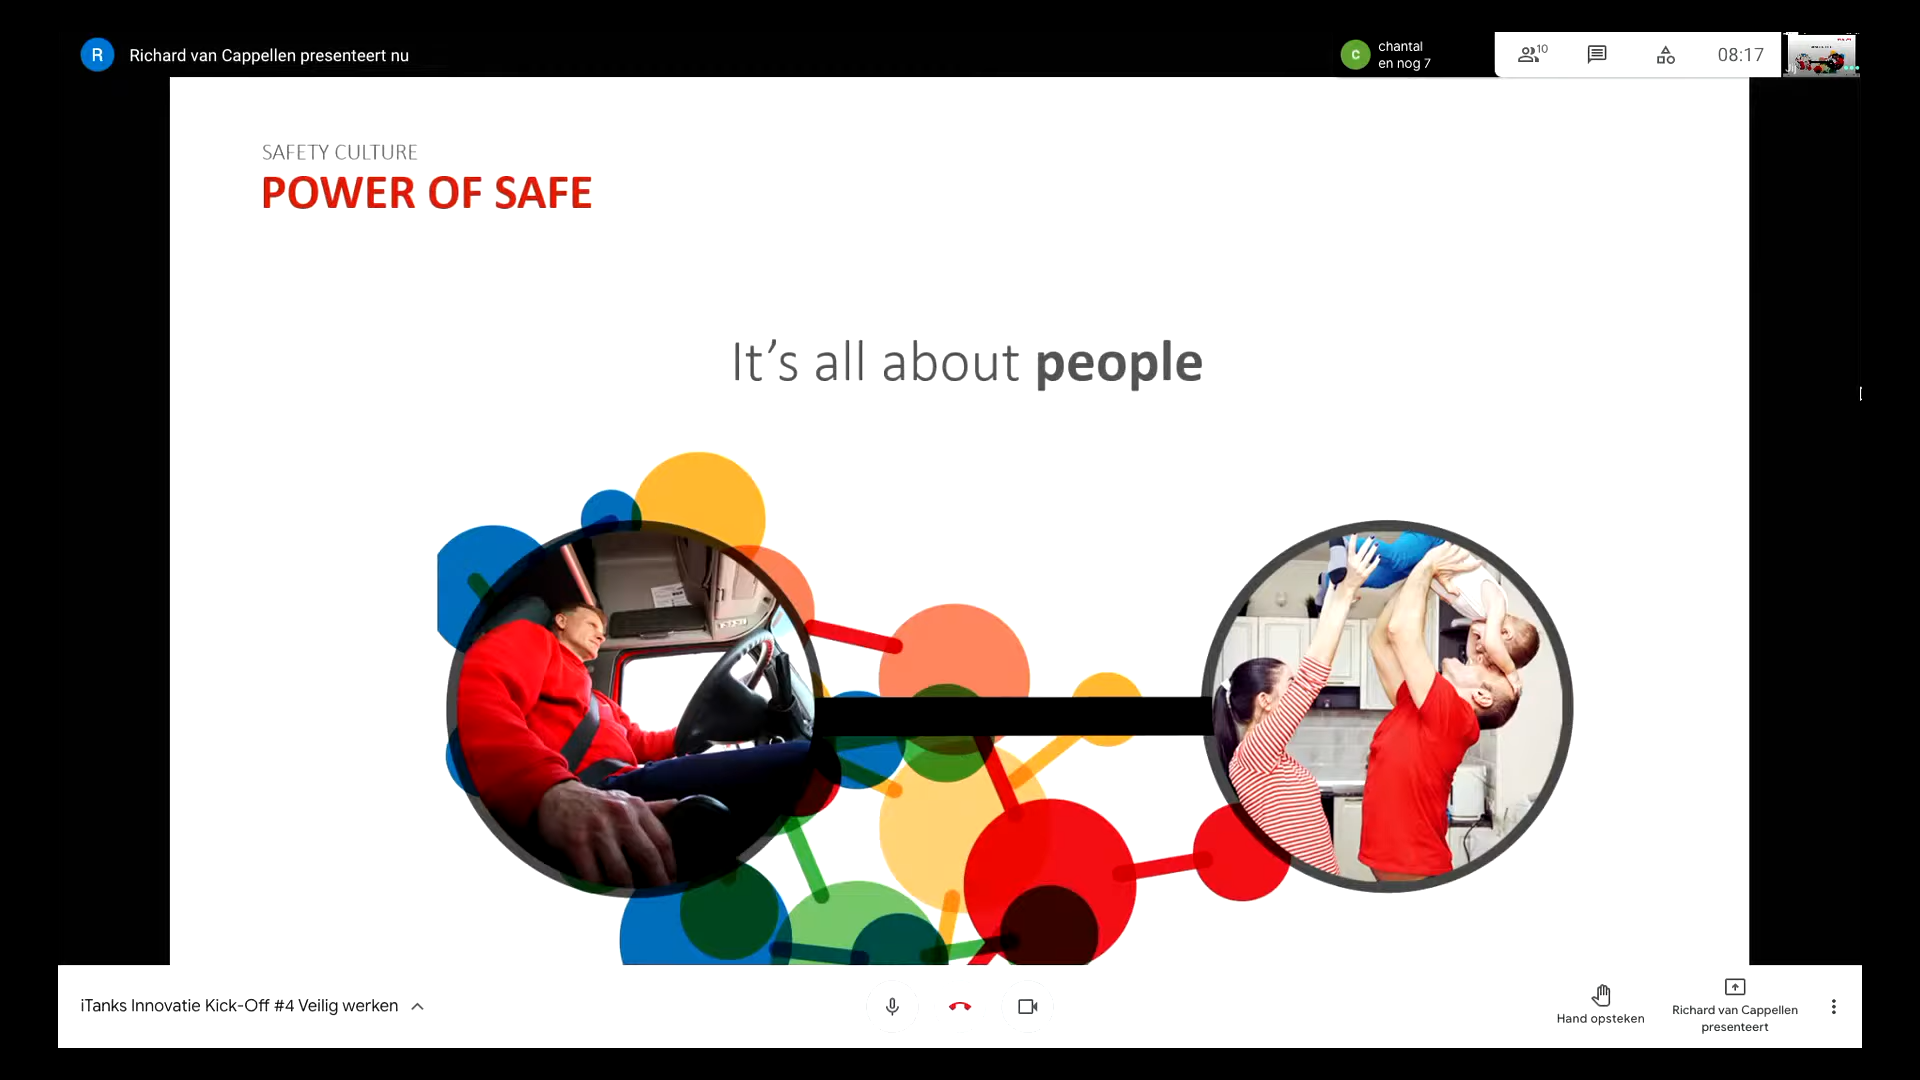 R
Richard van Cappellen presenteert nu
c
chantal
en nog 7
10
08:17
SAFETY CULTURE
POWER OF SAFE
It's all about people
iTanks Innovatie Kick-Off #4 Veilig werken
Hand opsteken
Richard van Cappellen
presenteert